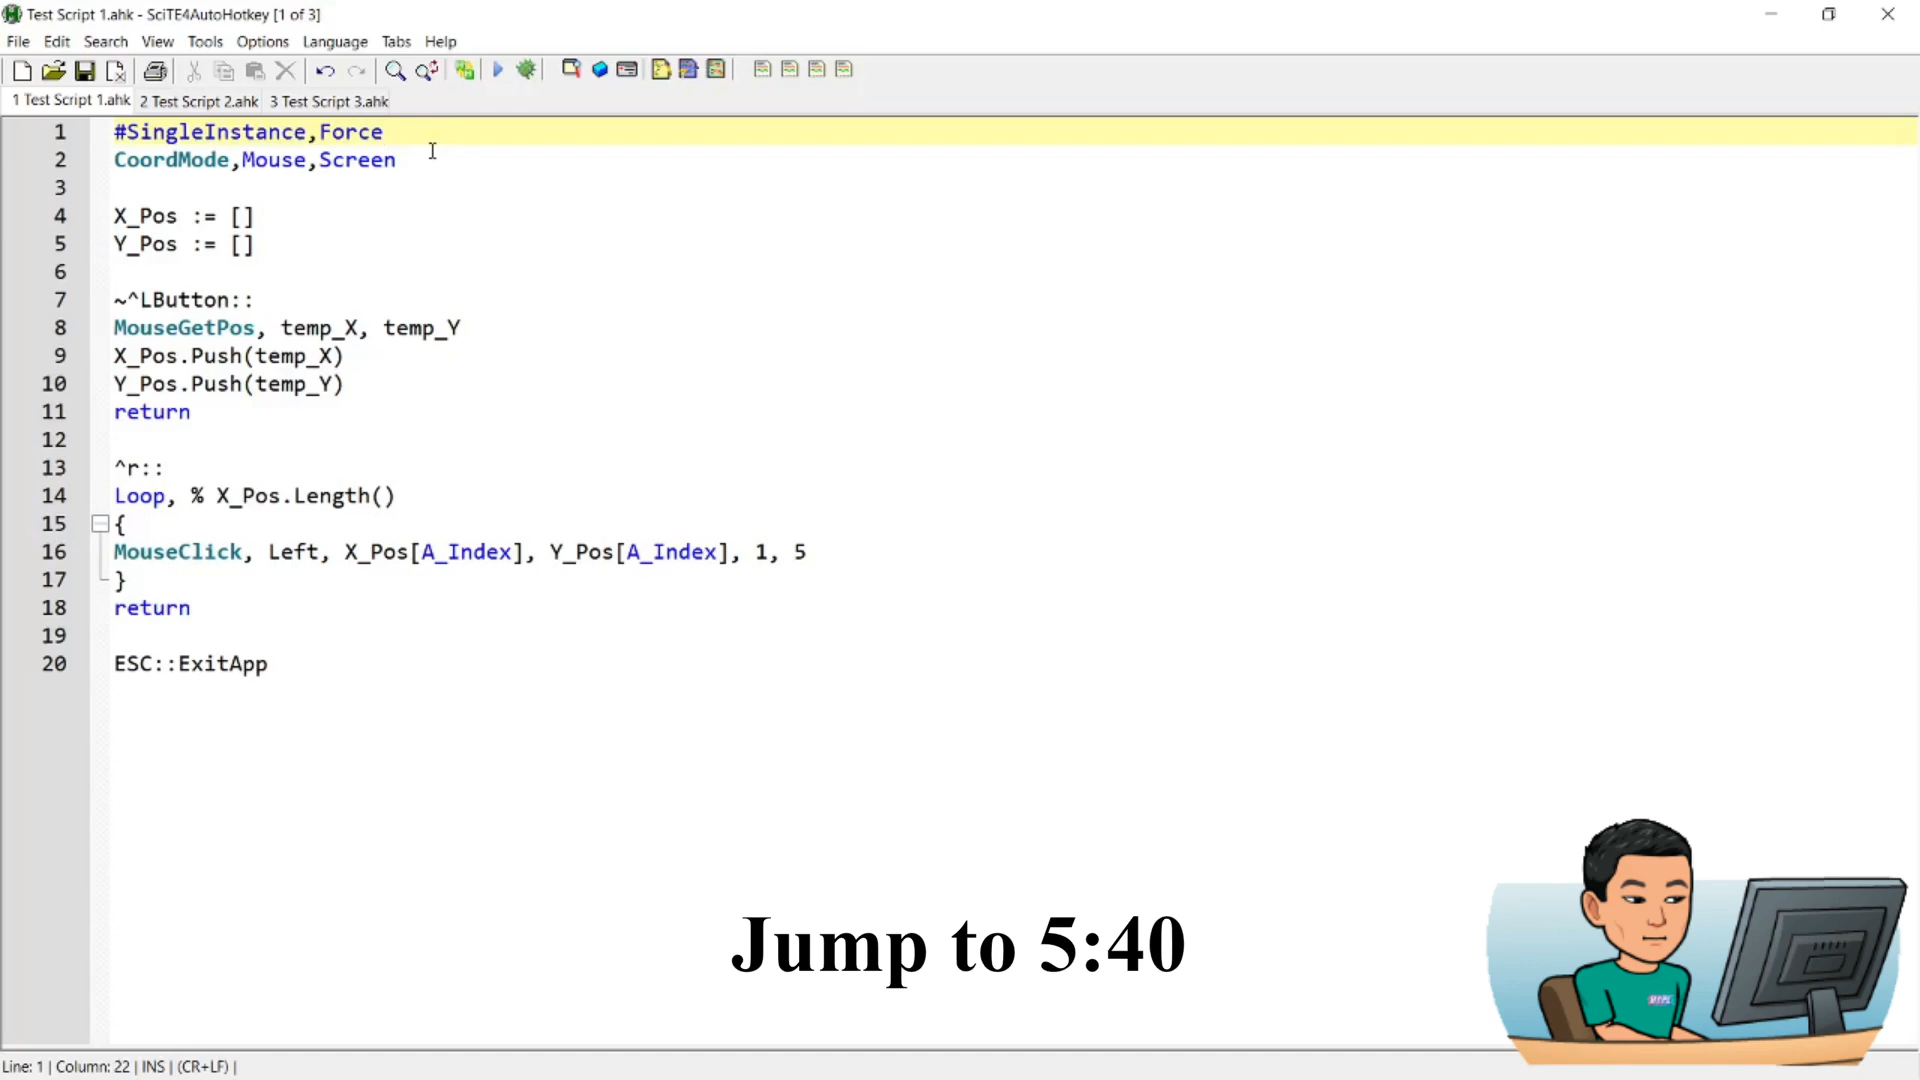 Test Script 1.ahk - SciTE4AutoHotkey [1 of 3]
File Edit Search View Tools Options Language Tabs Help
1 Test Script 1.ahk 2 Test Script 2.ahk 3 Test Script 3.ahk
1 #SingleInstance,Force
2 CoordMode,Mouse,Screen
3
4 X_Pos := []
5 Y_Pos := []
6
7 ~^LButton::
8 MouseGetPos, temp_X, temp_Y
9 X_Pos.Push(temp_X)
10 Y_Pos.Push(temp_Y)
11 return
12
13 ^r::
14 Loop, % X_Pos.Length()
15 {
16 MouseClick, Left, X_Pos[A_Index], Y_Pos[A_Index], 1, 5
17 }
18 return
19
20 ESC::ExitApp
Jump to 5:40
Line: 1 | Column: 22 | INS | (CR+LF) |